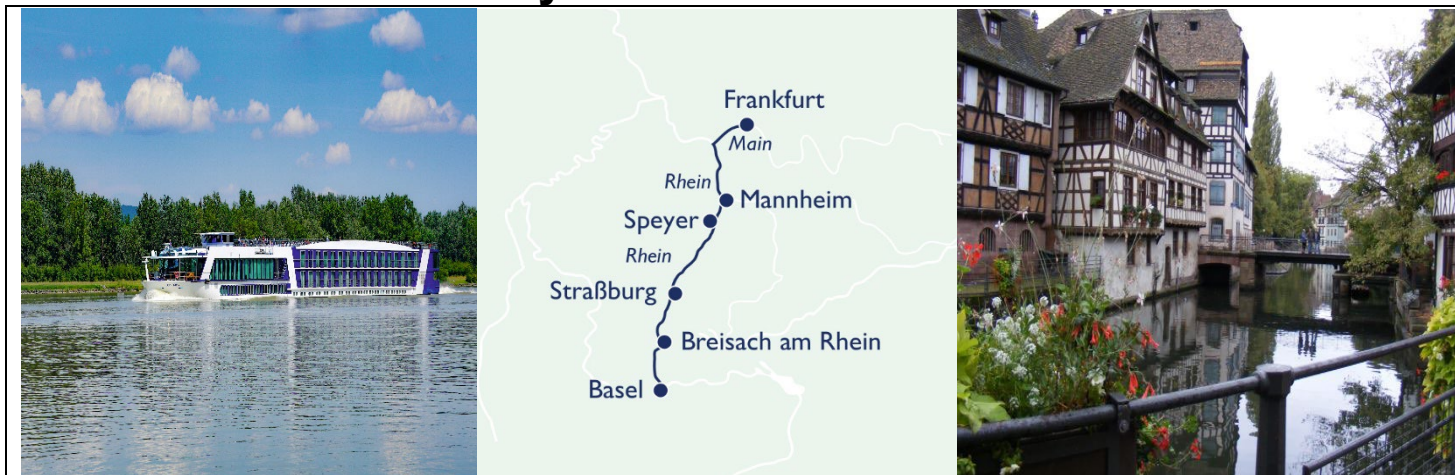 Frankfurt
Main
Rhein
Mannheim
Speyer
Rhein
Straßburg
Breisach am Rhein
Basel